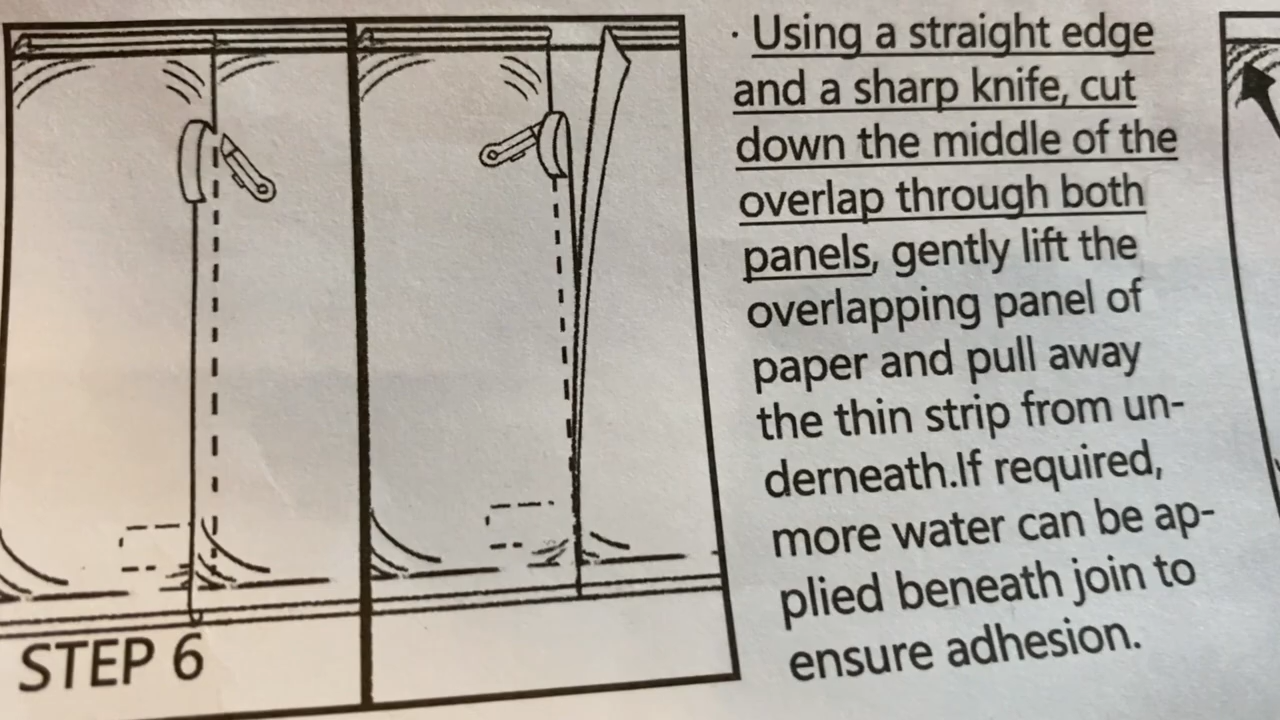 · Using a straight edge
and a sharp knife, cut
down the middle of the
overlap through both
panels, gently lift the
overlapping panel of
paper and pull away
the thin strip from un-
derneath.If required,
more water can be ap-
plied beneath join to
ensure adhesion.
STEP 6